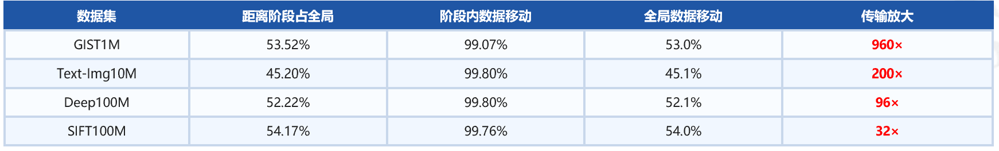 数据集 距离阶段占全局 阶段内数据移动 全局数据移动 传输放大
GIST1M 53.52% 99.07% 53.0% 960×
Text-Img10M 45.20% 99.80% 45.1% 200×
Deep100M 52.22% 99.80% 52.1% 96×
SIFT100M 54.17% 99.76% 54.0% 32×